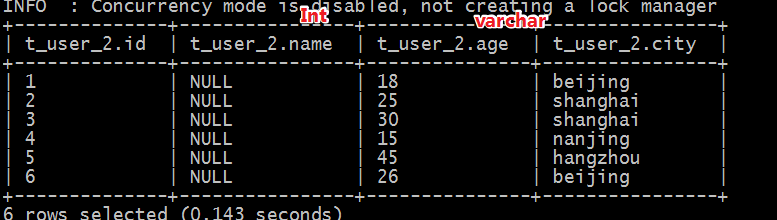 INFO  : Concurrency mode is disabled, not creating a lock manager
Int varchar
+--------------+----------------+---------------+----------------+
| t_user_2.id  | t_user_2.name  | t_user_2.age  | t_user_2.city  |
+--------------+----------------+---------------+----------------+
| 1            | NULL           | 18            | beijing        |
| 2            | NULL           | 25            | shanghai       |
| 3            | NULL           | 30            | shanghai       |
| 4            | NULL           | 15            | nanjing        |
| 5            | NULL           | 45            | hangzhou       |
| 6            | NULL           | 26            | beijing        |
+--------------+----------------+---------------+----------------+
6 rows selected (0.143 seconds)